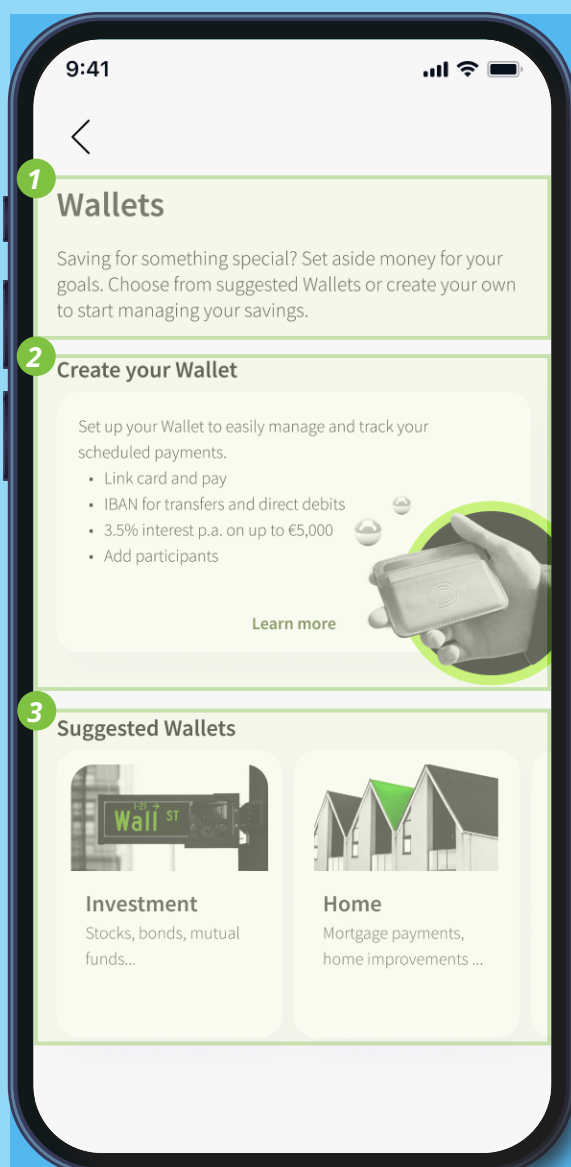 9:41
1
Wallets
Saving for something special? Set aside money for your
goals. Choose from suggested Wallets or create your own
to start managing your savings.
2
Create your Wallet
Set up your Wallet to easily manage and track your
scheduled payments.
• Link card and pay
• IBAN for transfers and direct debits
• 3.5% interest p.a. on up to €5,000
• Add participants
D
Learn more
3
Suggested Wallets
1-21 →
Wall ST
Investment
Stocks, bonds, mutual
funds...
Home
Mortgage payments,
home improvements ...